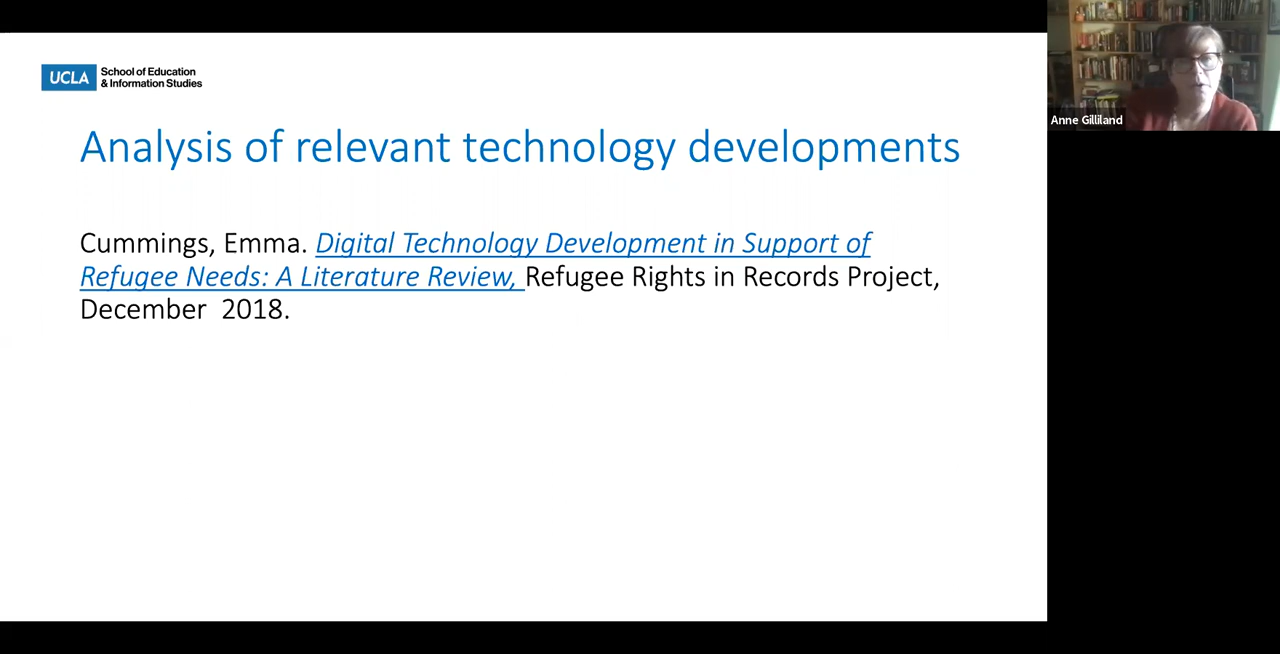 UCLA School of Education
& Information Studies
Analysis of relevant technology developments
Cummings, Emma. Digital Technology Development in Support of
Refugee Needs: A Literature Review, Refugee Rights in Records Project,
December  2018.
Anne Gilliland